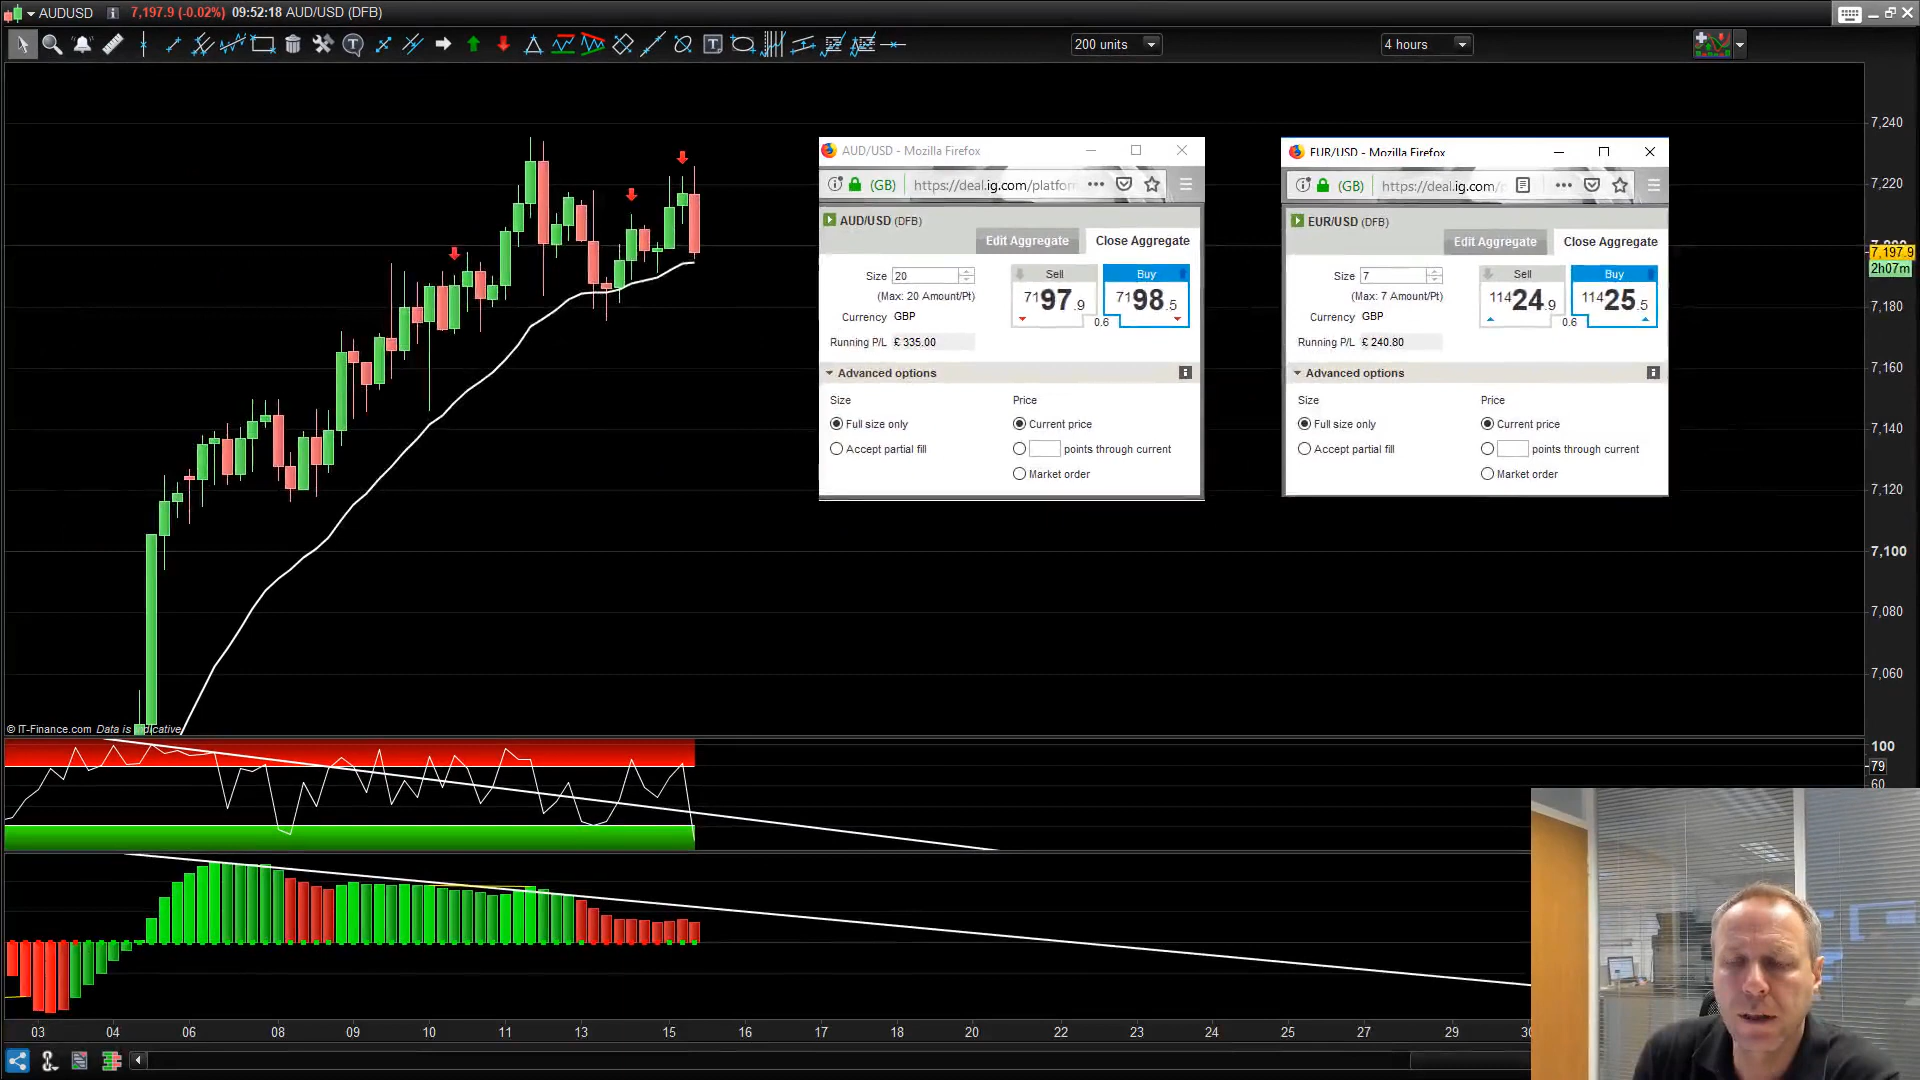 AUDUSD 7,197.9 (-0.02%) 09:52:18 AUD/USD (DFB)
200 units
4 hours
AUD/USD - Mozilla Firefox
(GB) https://deal.ig.com/platfor
AUD/USD (DFB)
Edit Aggregate Close Aggregate
Size 20
(Max: 20 Amount/Pt)
Currency GBP
Running P/L £ 335.00
Sell Buy
7197.9 7198.5
0.6
Advanced options
Size Price
Full size only Current price
Accept partial fill points through current
Market order
EUR/USD - Mozilla Firefox
(GB) https://deal.ig.com/
EUR/USD (DFB)
Edit Aggregate Close Aggregate
Size 7
(Max: 7 Amount/Pt)
Currency GBP
Running P/L £ 240.80
Sell Buy
11424.9 11425.5
0.6
Advanced options
Size Price
Full size only Current price
Accept partial fill points through current
Market order
7,240
7,220
7,197.9
2h07m
7,180
7,160
7,140
7,120
7,100
7,080
7,060
© IT-Finance.com Data is indicative
100
79
60
03 04 06 08 09 10 11 13 15 16 17 18 20 22 23 24 25 27 29